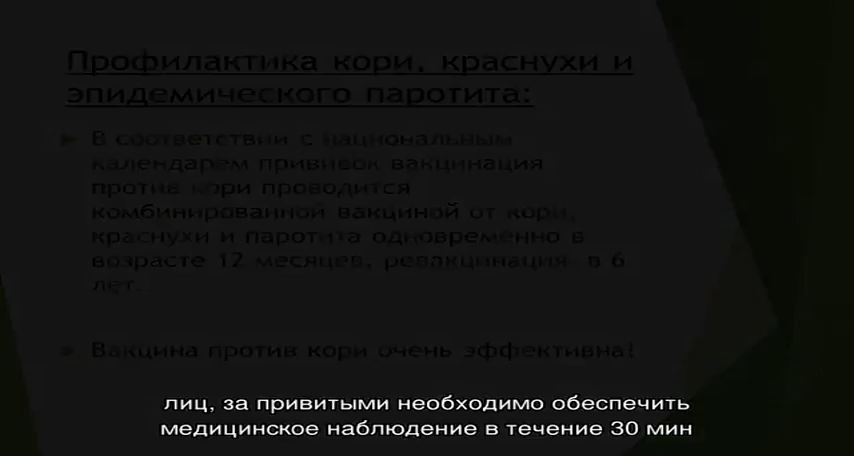 Профилактика кори, краснухи и
эпидемического паротита:
В соответствии с национальным
календарем прививок вакцинация
против кори проводится
комбинированной вакциной от кори,
краснухи и паротита одновременно в
возрасте 12 месяцев, ревакцинация в 6
лет.
Вакцина против кори очень эффективна!
лиц, за привитыми необходимо обеспечить
медицинское наблюдение в течение 30 мин